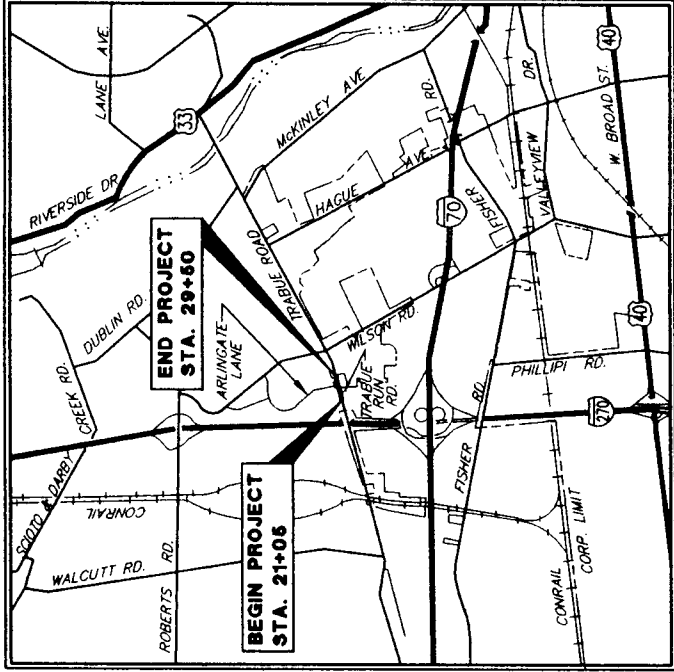 LANE AVE.
33
RIVERSIDE DR.
McKINLEY AVE.
DUBLIN RD.
END PROJECT
STA. 29+50
TRABUE ROAD
HAGUE AVE.
RD.
FISHER
DR.
VALLEYVIEW
40
W. BROAD ST.
70
ARLINGATE
LANE
WILSON RD.
TRABUE
RUN
RD.
SCIOTO & DARBY CREEK RD.
CONRAIL
WALCUTT RD.
ROBERTS RD.
BEGIN PROJECT
STA. 21+05
FISHER RD.
PHILLIPI RD.
270
40
CONRAIL
CORP. LIMIT